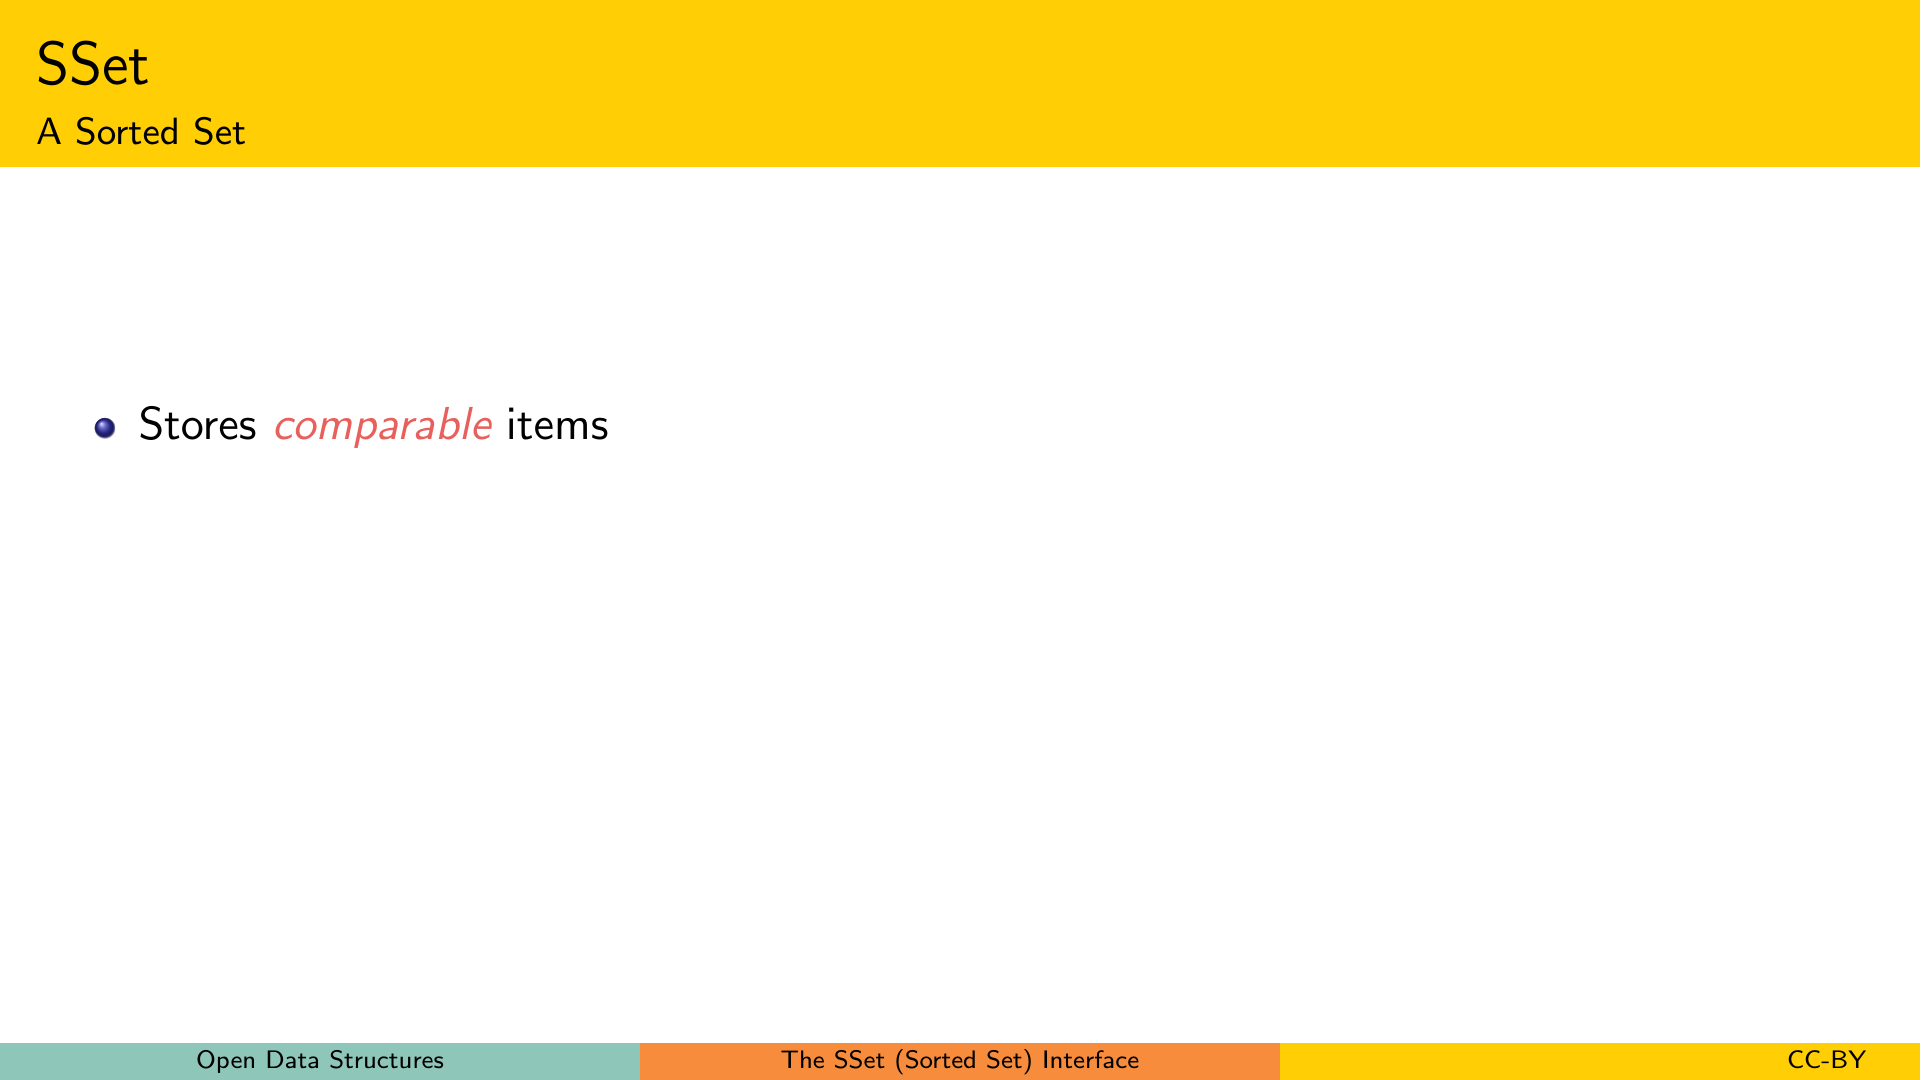 SSet
A Sorted Set
Stores comparable items
Open Data Structures
The SSet (Sorted Set) Interface
CC-BY